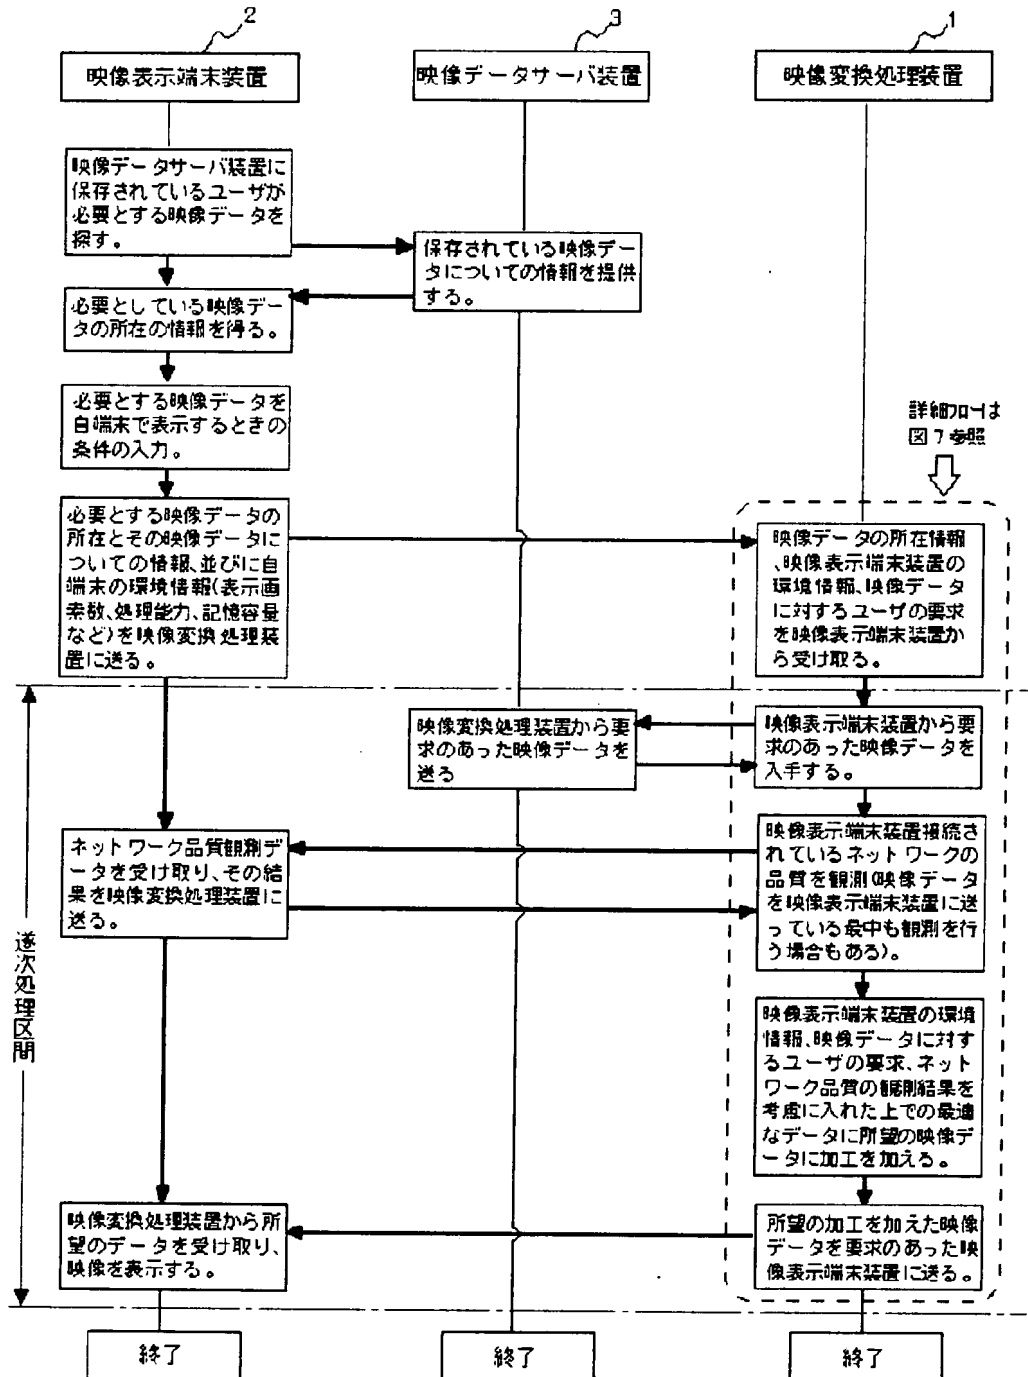 2
3
1
映像表示端末装置
映像データサーバ装置
映像変換処理装置
映像データサーバ装置に
保存されているユーザが
必要とする映像データを
探す。
保存されている映像デー
タについての情報を提供
する。
必要としている映像デー
タの所在の情報を得る。
必要とする映像データを
自端末で表示するときの
条件の入力。
詳細フローは
図7参照
必要とする映像データの
所在とその映像データに
ついての情報、並びに自
端末の環境情報(表示画
素数、処理能力、記憶容量
など)を映像変換処理装
置に送る。
映像データの所在情報
、映像表示端末装置の
環境情報、映像データ
に対するユーザの要求
を映像表示端末装置か
ら受け取る。
映像変換処理装置から要
求のあった映像データを
送る
映像表示端末装置から要
求のあった映像データを
入手する。
ネットワーク品質観測デ
ータを受け取り、その結
果を映像変換処理装置に
送る。
映像表示端末装置接続さ
れているネットワークの
品質を観測(映像データ
を映像表示端末装置に送
っている最中も観測を行
う場合もある)。
逐次処理区間
映像表示端末装置の環境
情報、映像データに対す
るユーザの要求、ネット
ワーク品質の観測結果を
考慮に入れた上での最適
なデータに所望の映像デ
ータに加工を加える。
映像変換処理装置から所
望のデータを受け取り、
映像を表示する。
所望の加工を加えた映像
データを要求のあった映
像表示端末装置に送る。
終了
終了
終了